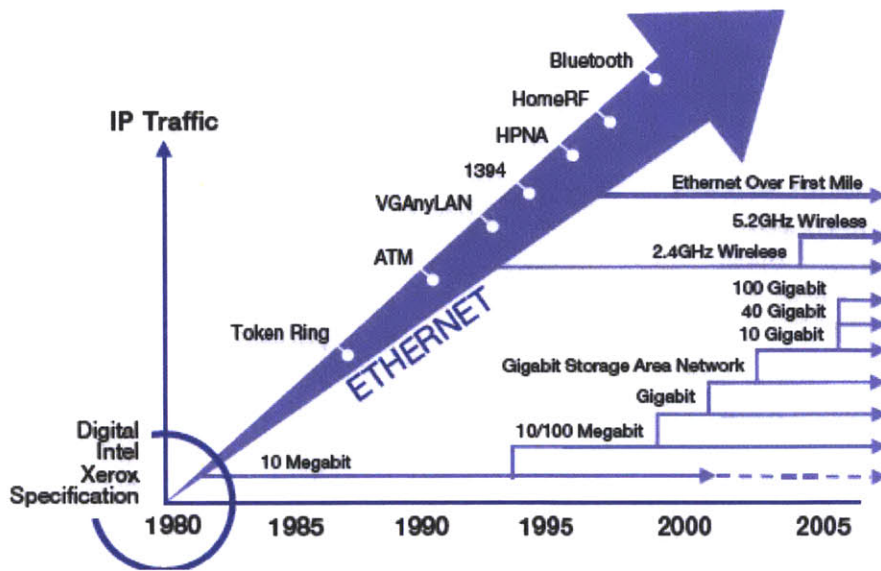 Bluetooth
HomeRF
HPNA
IP Traffic
1394
Ethernet Over First Mile
VGAnyLAN
5.2GHz Wireless
2.4GHz Wireless
ATM
100 Gigabit
40 Gigabit
Token Ring
10 Gigabit
ETHERNET
Gigabit Storage Area Network
Gigabit
Digital
Intel
Xerox
Specification
10/100 Megabit
10 Megabit
1980 1985 1990 1995 2000 2005